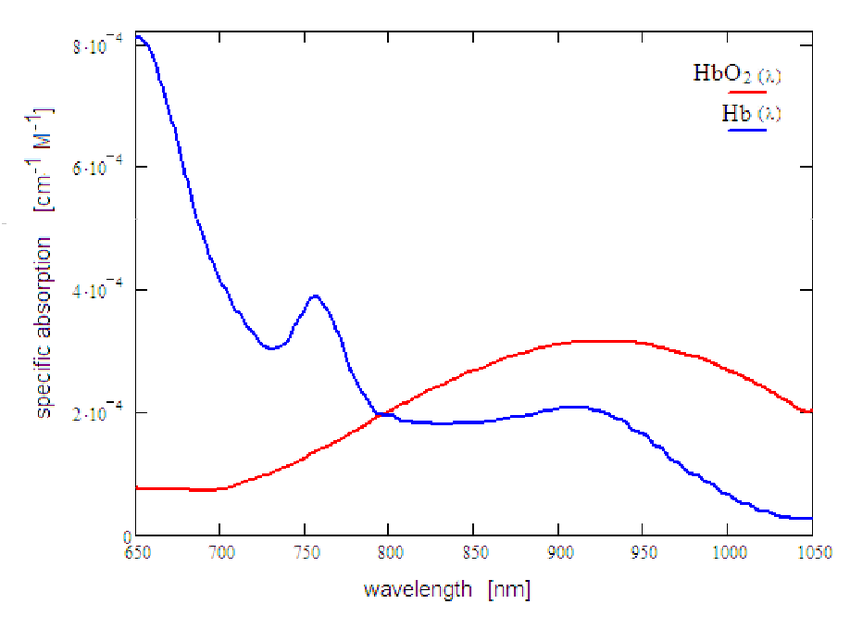 8·10⁻⁴
6·10⁻⁴
4·10⁻⁴
2·10⁻⁴
0
specific absorption [cm⁻¹ M⁻¹]
HbO₂ (λ)
Hb (λ)
650 700 750 800 850 900 950 1000 1050
wavelength [nm]